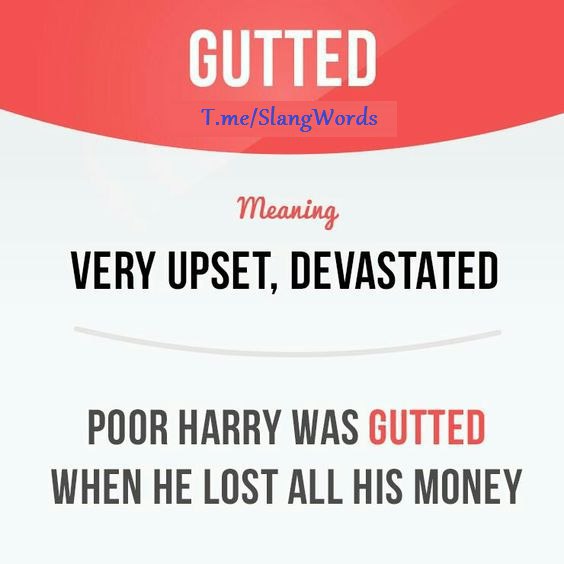 GUTTED
T.me/SlangWords
Meaning
VERY UPSET, DEVASTATED
POOR HARRY WAS GUTTED
WHEN HE LOST ALL HIS MONEY